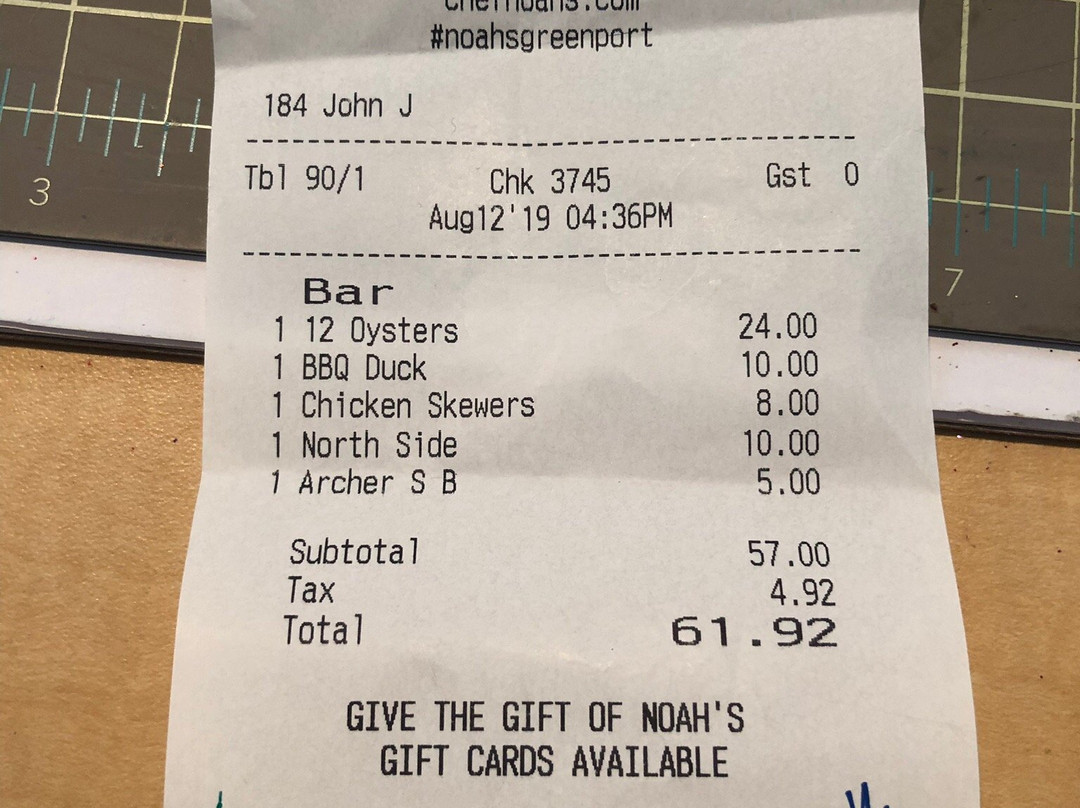 #noahsgreenport
184 John J
Tbl 90/1 Chk 3745 Gst 0
Aug12'19 04:36PM
Bar
1 12 Oysters 24.00
1 BBQ Duck 10.00
1 Chicken Skewers 8.00
1 North Side 10.00
1 Archer S B 5.00
Subtotal 57.00
Tax 4.92
Total 61.92
GIVE THE GIFT OF NOAH'S
GIFT CARDS AVAILABLE
3
7